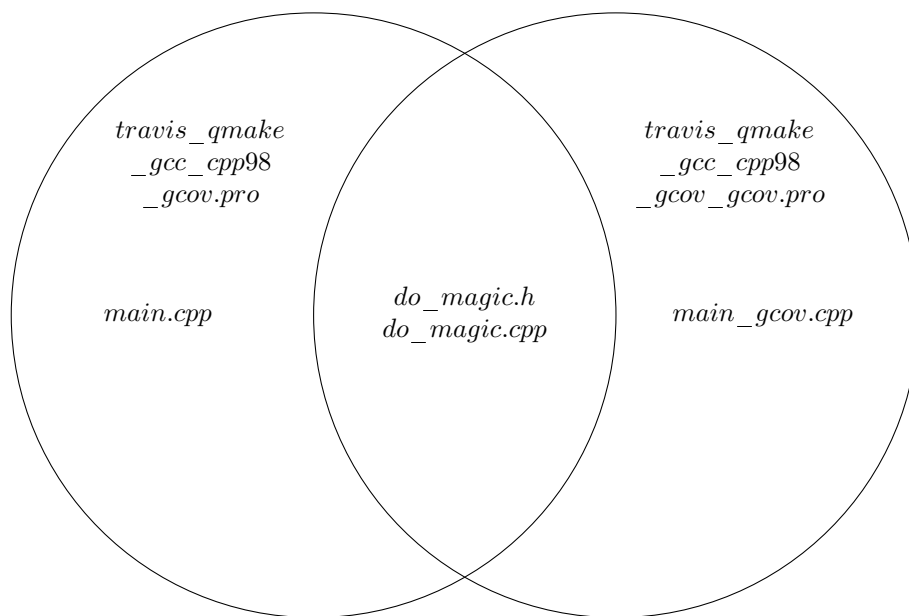 travis_qmake
_gcc_cpp98
_gcov.pro
main.cpp
do_magic.h
do_magic.cpp
travis_qmake
_gcc_cpp98
_gcov_gcov.pro
main_gcov.cpp